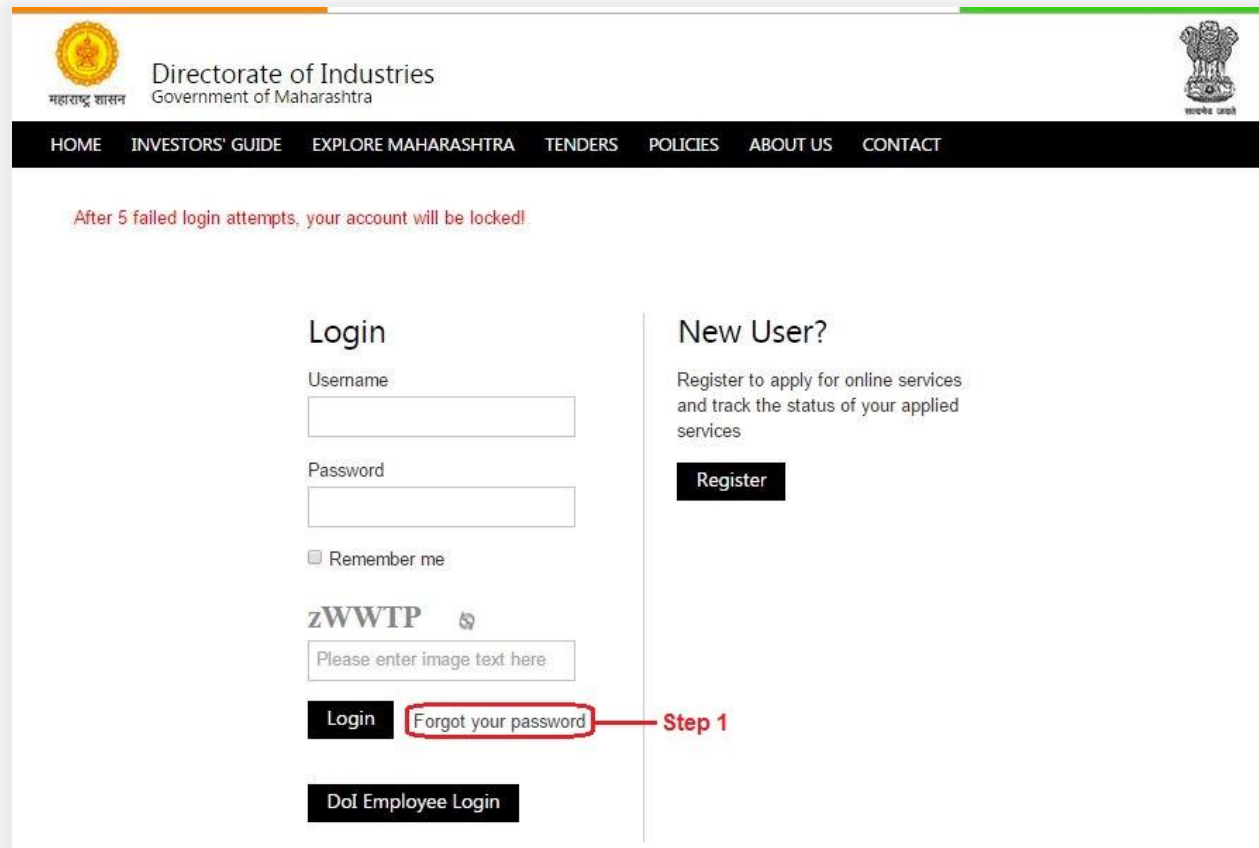 महाराष्ट्र शासन
Directorate of Industries
Government of Maharashtra
सत्यमेव जयते
HOME INVESTORS' GUIDE EXPLORE MAHARASHTRA TENDERS POLICIES ABOUT US CONTACT
After 5 failed login attempts, your account will be locked!
Login
Username
Password
Remember me
zWWTP
Please enter image text here
Login Forgot your password Step 1
DoI Employee Login
New User?
Register to apply for online services
and track the status of your applied
services
Register